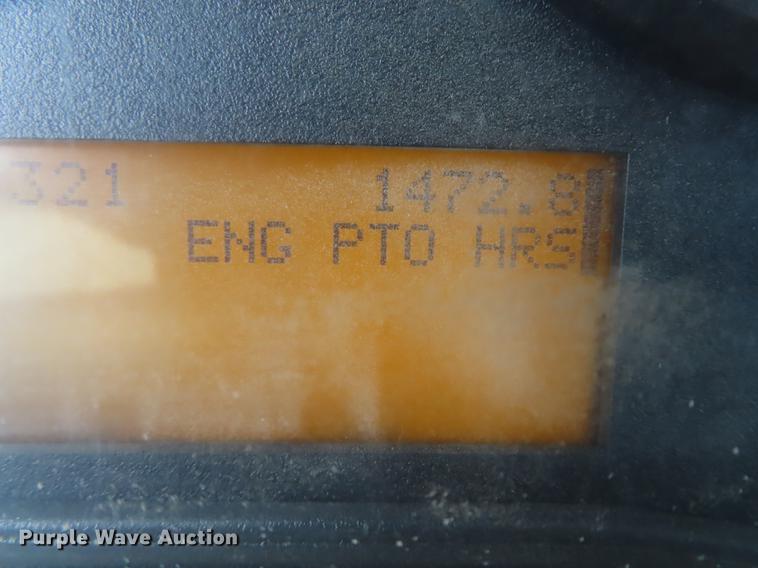 321 1472.8
ENG PTO HRS
Purple Wave Auction